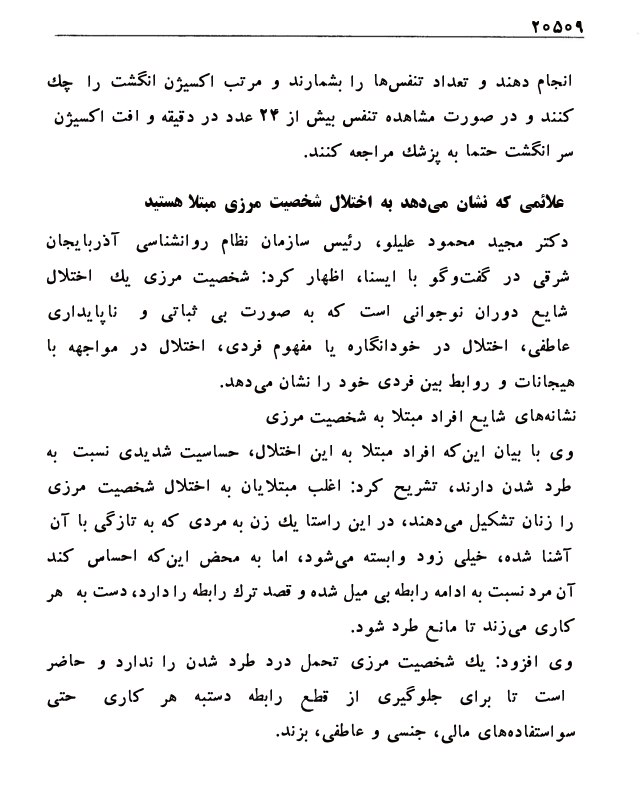 ۲۰۵۰۹
انجام دهند و تعداد تنفس‌ها را بشمارند و مرتب اکسیژن انگشت را چک
کنند و در صورت مشاهده تنفس بیش از ۲۴ عدد در دقیقه و افت اکسیژن
سر انگشت حتما به پزشک مراجعه کنند.
علائمی که نشان می‌دهد به اختلال شخصیت مرزی مبتلا هستید
دکتر مجید محمود علیلو، رئیس سازمان نظام روانشناسی آذربایجان
شرقی در گفت‌وگو با ایسنا، اظهار کرد: شخصیت مرزی یک اختلال
شایع دوران نوجوانی است که به صورت بی ثباتی و ناپایداری
عاطفی، اختلال در خودانگاره یا مفهوم فردی، اختلال در مواجهه با
هیجانات و روابط بین فردی خود را نشان می‌دهد.
نشانه‌های شایع افراد مبتلا به شخصیت مرزی
وی با بیان این‌که افراد مبتلا به این اختلال، حساسیت شدیدی نسبت به
طرد شدن دارند، تشریح کرد: اغلب مبتلایان به اختلال شخصیت مرزی
را زنان تشکیل می‌دهند، در این راستا یک زن به مردی که به تازگی با آن
آشنا شده، خیلی زود وابسته می‌شود، اما به محض این‌که احساس کند
آن مرد نسبت به ادامه رابطه بی میل شده و قصد ترک رابطه را دارد، دست به هر
کاری می‌زند تا مانع طرد شود.
وی افزود: یک شخصیت مرزی تحمل درد طرد شدن را ندارد و حاضر
است تا برای جلوگیری از قطع رابطه دستبه هر کاری حتی
سواستفاده‌های مالی، جنسی و عاطفی، بزند.